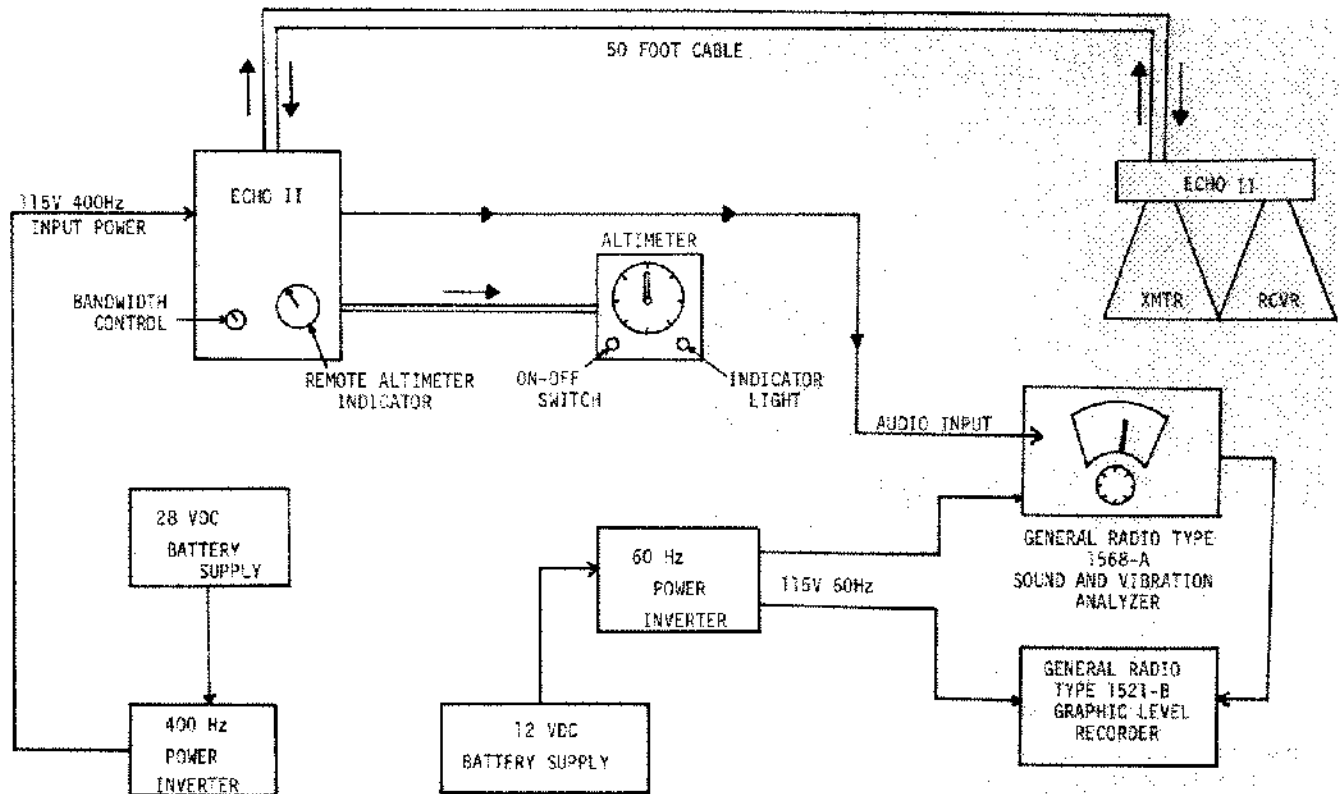 50 FOOT CABLE
ECHO II
ECHO II
115V 400Hz
INPUT POWER
ALTIMETER
BANDWIDTH
CONTROL
XMTR
RCVR
REMOTE ALTIMETER
INDICATOR
ON-OFF
SWITCH
INDICATOR
LIGHT
AUDIO INPUT
28 VDC
BATTERY
SUPPLY
60 Hz
POWER
INVERTER
115V 60Hz
GENERAL RADIO TYPE
1568-A
SOUND AND VIBRATION
ANALYZER
400 Hz
POWER
INVERTER
12 VDC
BATTERY SUPPLY
GENERAL RADIO
TYPE 1521-B
GRAPHIC LEVEL
RECORDER